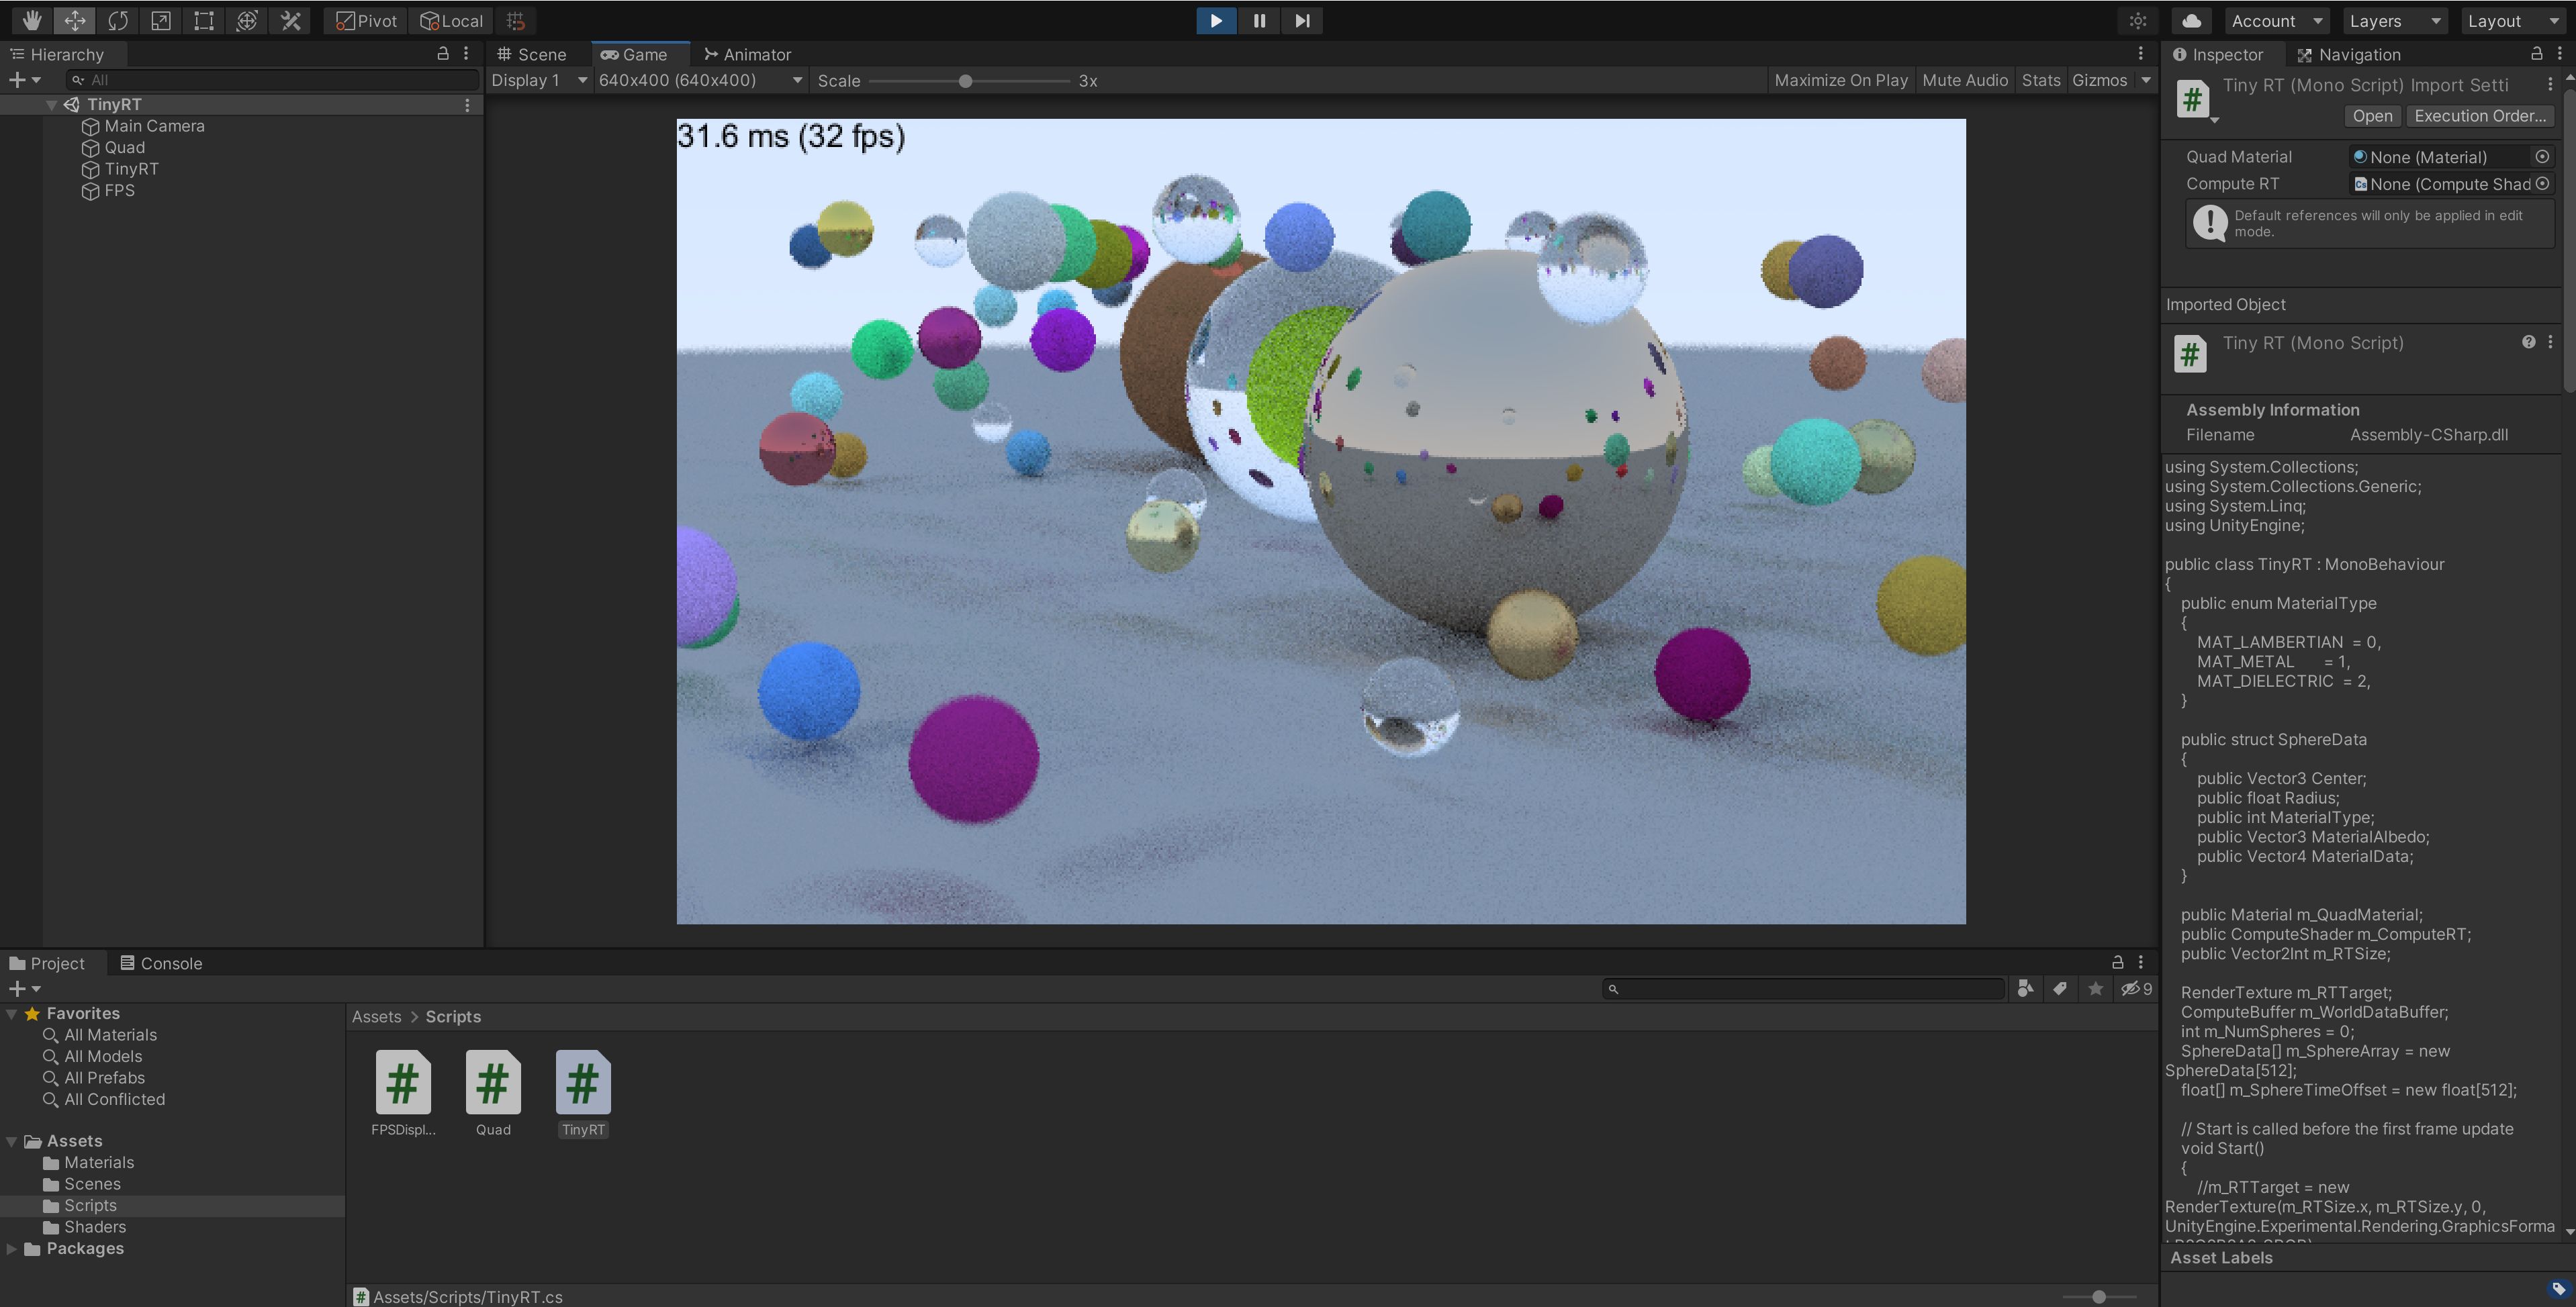 Pivot Local Account Layers Layout
Hierarchy
All
TinyRT
Main Camera
Quad
TinyRT
FPS
Scene Game Animator
Display 1 640x400 (640x400) Scale 3x Maximize On Play Mute Audio Stats Gizmos
31.6 ms (32 fps)
Inspector Navigation
Tiny RT (Mono Script) Import Setti
Open Execution Order...
Quad Material None (Material)
Compute RT None (Compute Shad
Default references will only be applied in edit
mode.
Imported Object
Tiny RT (Mono Script)
Assembly Information
Filename Assembly-CSharp.dll
using System.Collections;
using System.Collections.Generic;
using System.Linq;
using UnityEngine;
public class TinyRT : MonoBehaviour
{
public enum MaterialType
{
MAT_LAMBERTIAN = 0,
MAT_METAL = 1,
MAT_DIELECTRIC = 2,
}
public struct SphereData
{
public Vector3 Center;
public float Radius;
public int MaterialType;
public Vector3 MaterialAlbedo;
public Vector4 MaterialData;
}
public Material m_QuadMaterial;
public ComputeShader m_ComputeRT;
public Vector2Int m_RTSize;
RenderTexture m_RTTarget;
ComputeBuffer m_WorldDataBuffer;
int m_NumSpheres = 0;
SphereData[] m_SphereArray = new
SphereData[512];
float[] m_SphereTimeOffset = new float[512];
// Start is called before the first frame update
void Start()
{
//m_RTTarget = new
RenderTexture(m_RTSize.x, m_RTSize.y, 0,
UnityEngine.Experimental.Rendering.GraphicsForma
Asset Labels
Project Console
9
Favorites
All Materials
All Models
All Prefabs
All Conflicted
Assets
Materials
Scenes
Scripts
Shaders
Packages
Assets > Scripts
FPSDispl... Quad TinyRT
Assets/Scripts/TinyRT.cs